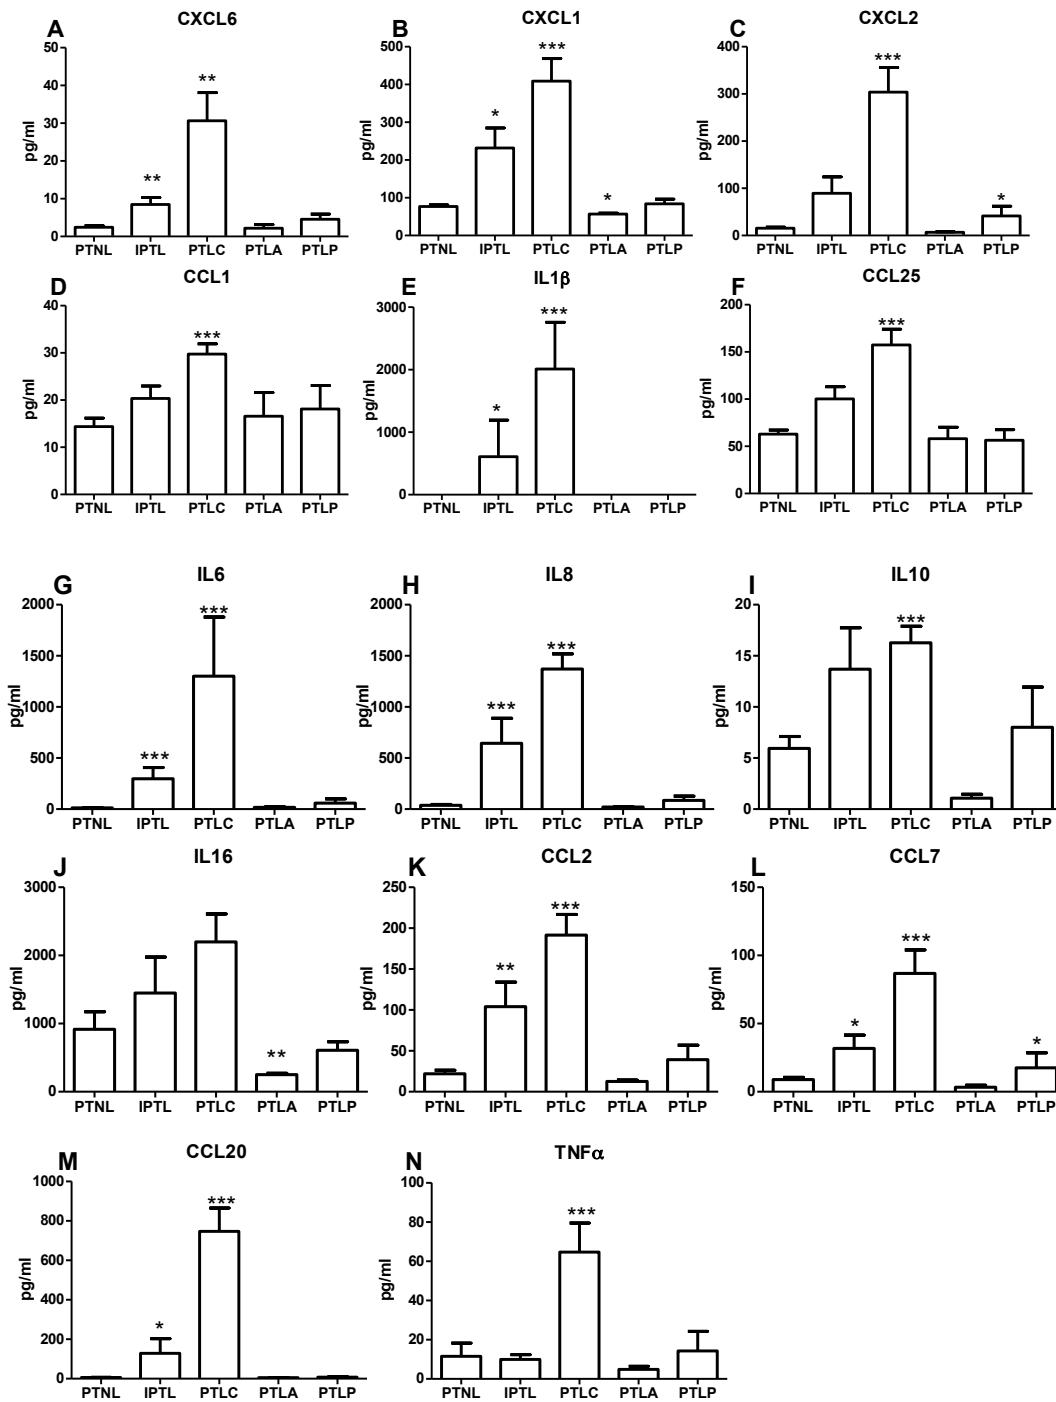 A
CXCL6
pg/ml
50
40
30
20
10
0
**
**
PTNL IPTL PTLC PTLA PTLP
B
CXCL1
pg/ml
500
400
300
200
100
0
*
***
*
PTNL IPTL PTLC PTLA PTLP
C
CXCL2
pg/ml
400
300
200
100
0
***
*
PTNL IPTL PTLC PTLA PTLP
D
CCL1
pg/ml
40
30
20
10
0
***
PTNL IPTL PTLC PTLA PTLP
E
IL1β
pg/ml
3000
2000
1000
0
*
***
PTNL IPTL PTLC PTLA PTLP
F
CCL25
pg/ml
200
150
100
50
0
***
PTNL IPTL PTLC PTLA PTLP
G
IL6
pg/ml
2000
1500
1000
500
0
***
***
PTNL IPTL PTLC PTLA PTLP
H
IL8
pg/ml
2000
1500
1000
500
0
***
***
PTNL IPTL PTLC PTLA PTLP
I
IL10
pg/ml
20
15
10
5
0
***
PTNL IPTL PTLC PTLA PTLP
J
IL16
pg/ml
3000
2000
1000
0
**
PTNL IPTL PTLC PTLA PTLP
K
CCL2
pg/ml
250
200
150
100
50
0
**
***
PTNL IPTL PTLC PTLA PTLP
L
CCL7
pg/ml
150
100
50
0
*
***
*
PTNL IPTL PTLC PTLA PTLP
M
CCL20
pg/ml
1000
800
600
400
200
0
*
***
PTNL IPTL PTLC PTLA PTLP
N
TNFα
pg/ml
100
80
60
40
20
0
***
PTNL IPTL PTLC PTLA PTLP